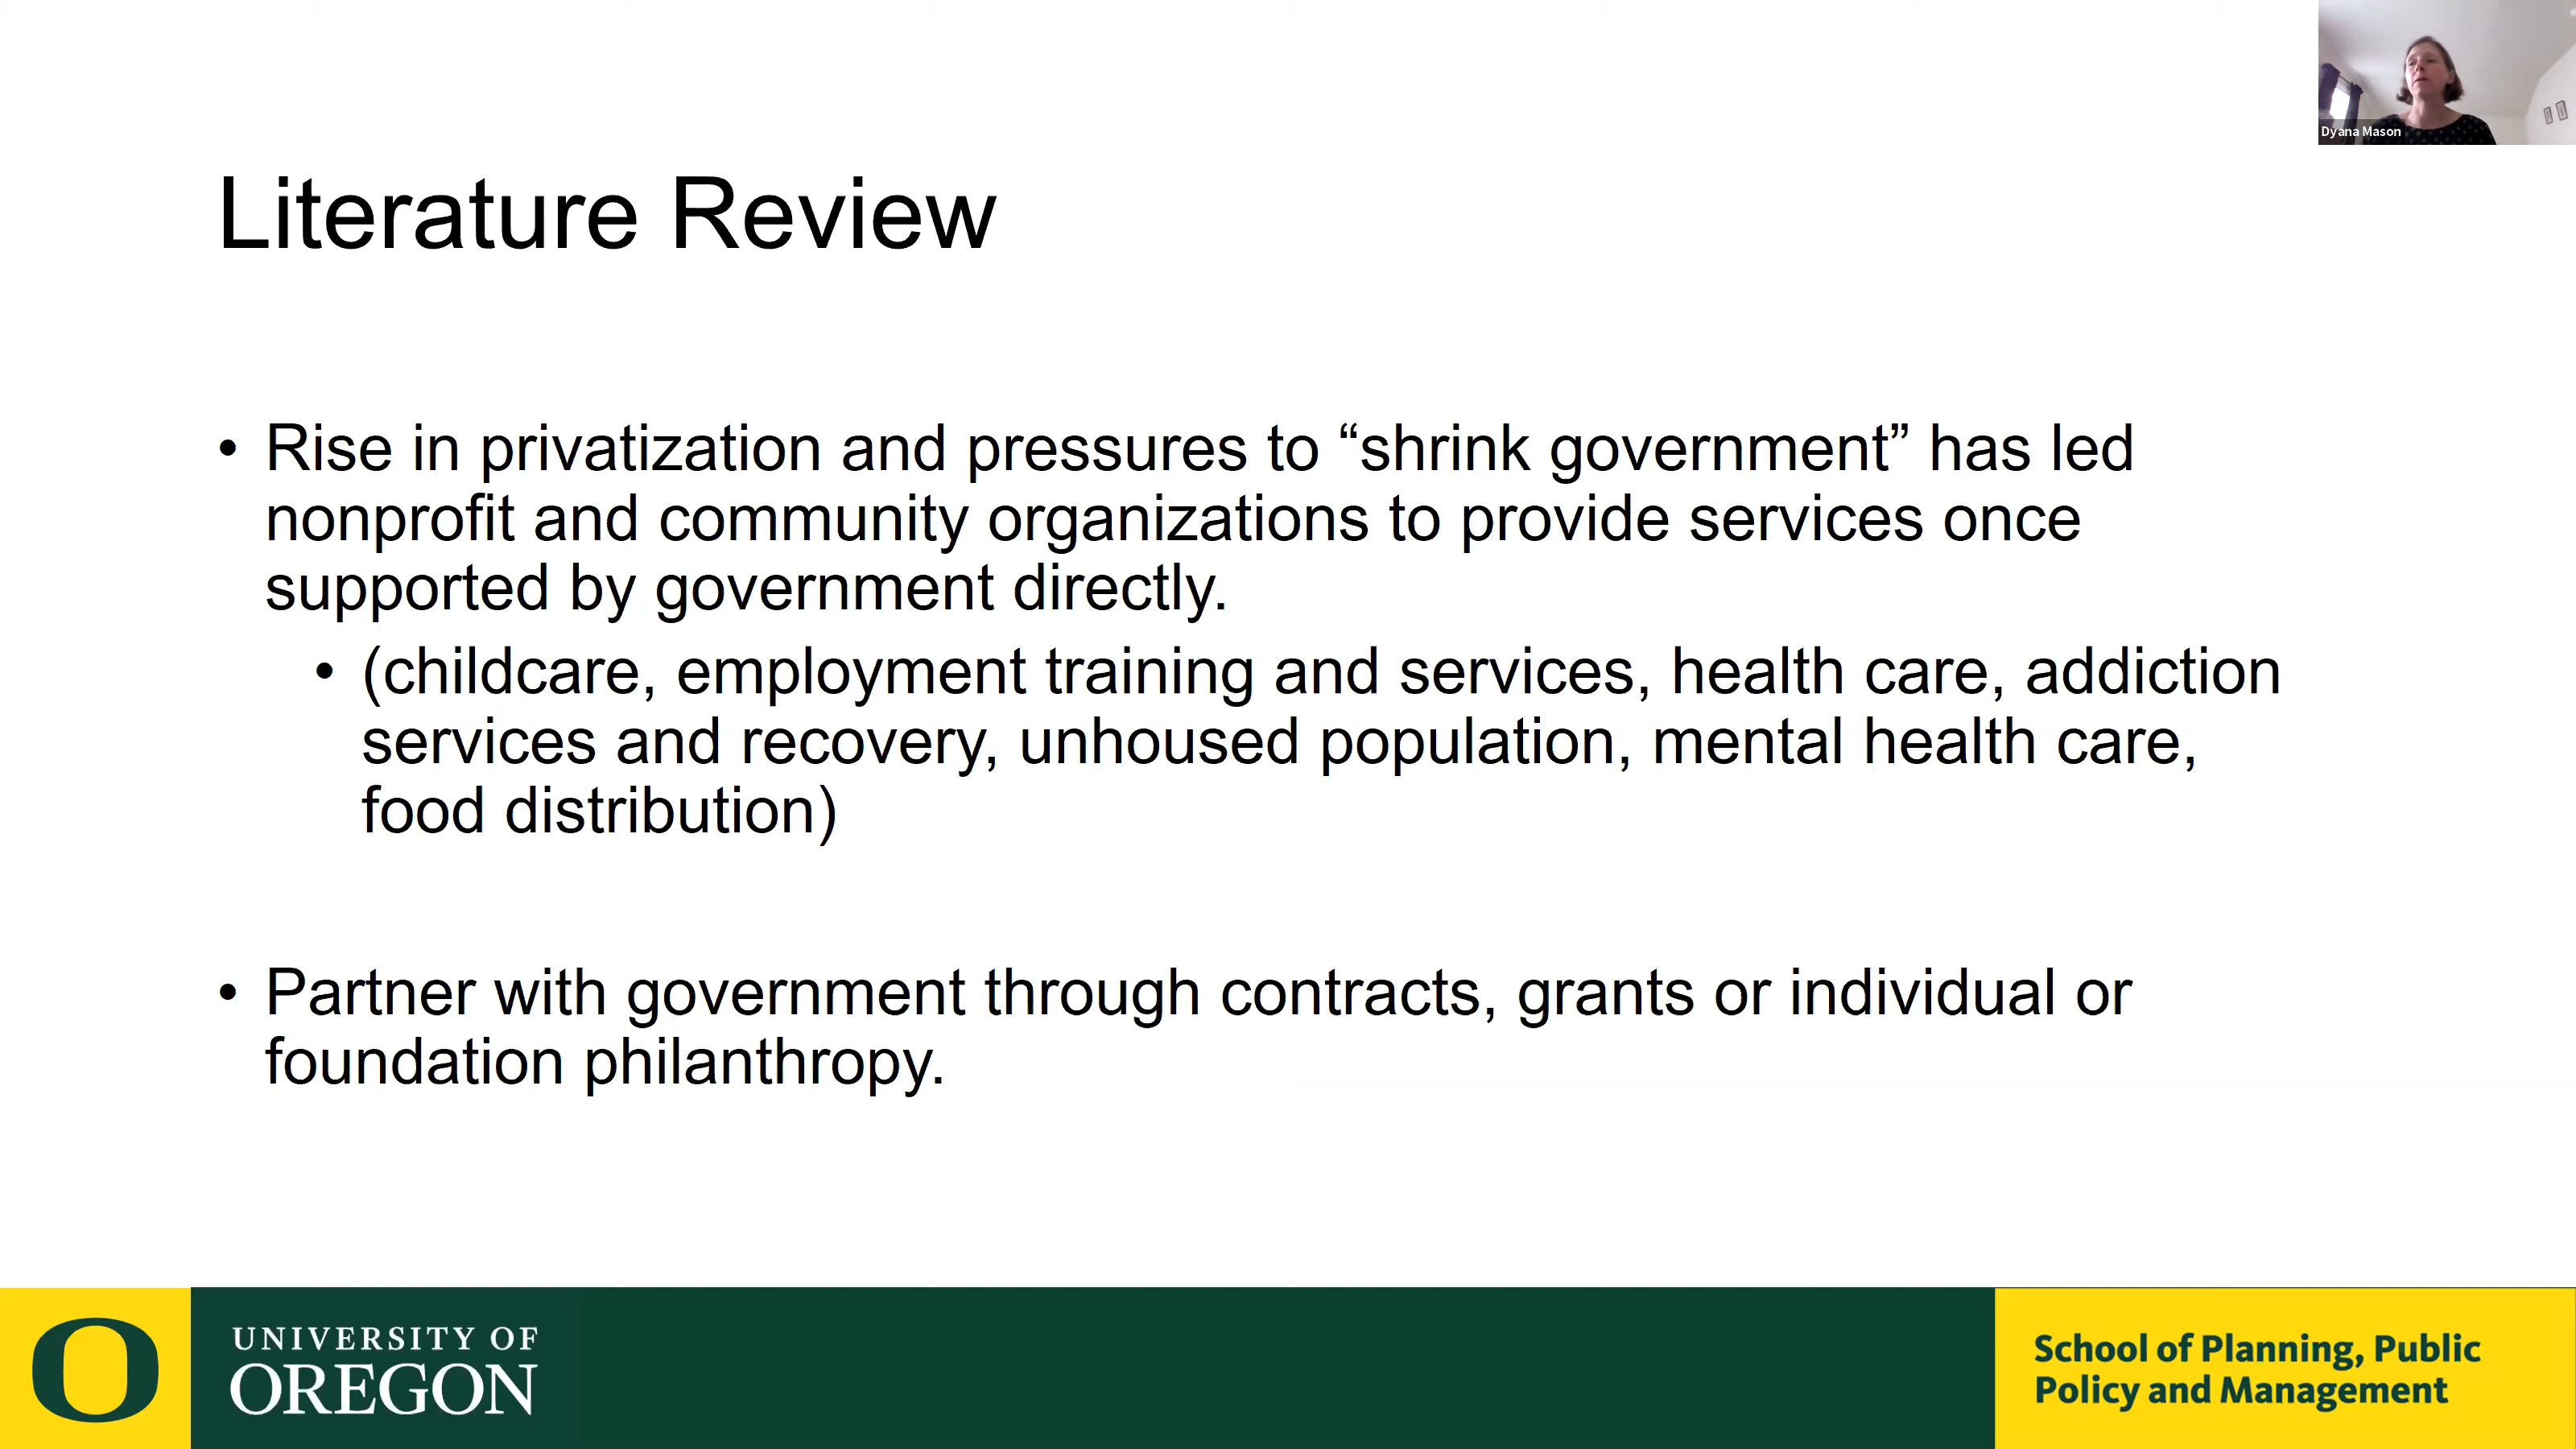 Dyana Mason
Literature Review
• Rise in privatization and pressures to “shrink government” has led
nonprofit and community organizations to provide services once
supported by government directly.
• (childcare, employment training and services, health care, addiction
services and recovery, unhoused population, mental health care,
food distribution)
• Partner with government through contracts, grants or individual or
foundation philanthropy.
O
UNIVERSITY OF
OREGON
School of Planning, Public
Policy and Management